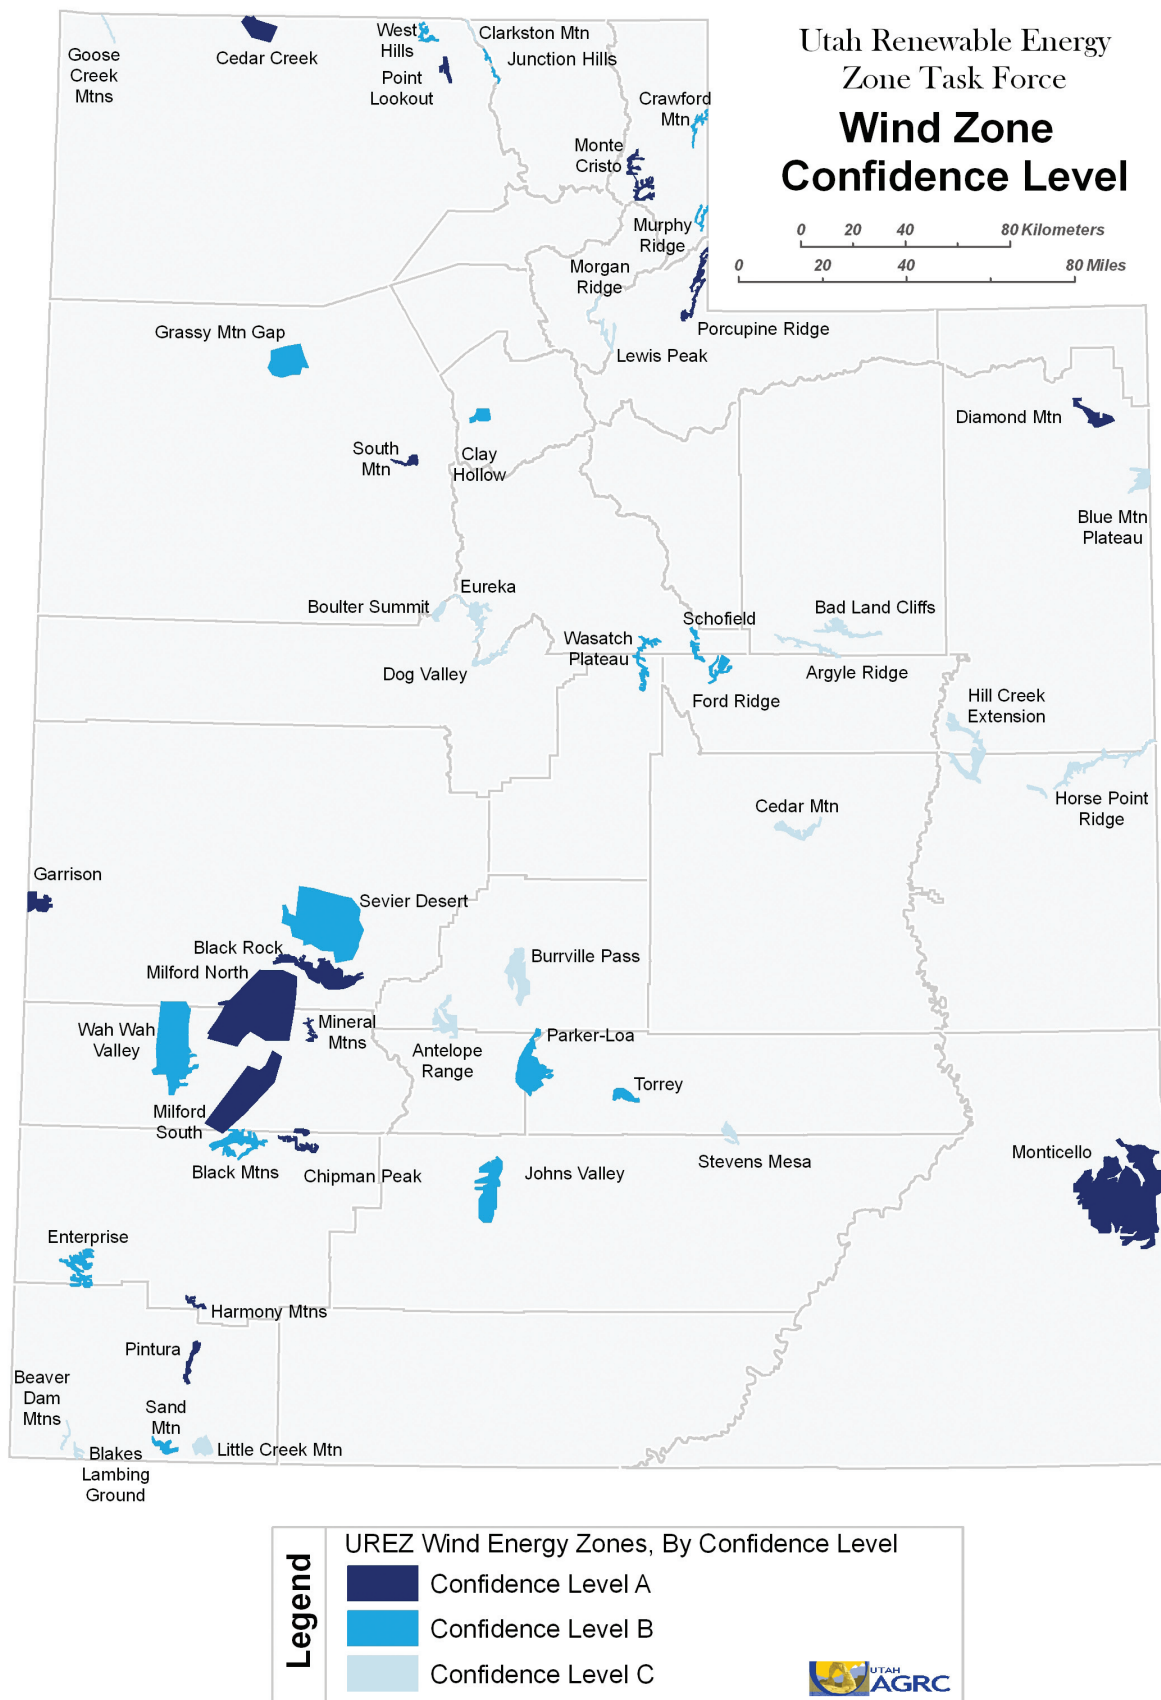 Utah Renewable Energy
Zone Task Force
Wind Zone
Confidence Level
0 20 40 80 Kilometers
0 20 40 80 Miles
Goose
Creek
Mtns
Cedar Creek
West
Hills
Point
Lookout
Clarkston Mtn
Junction Hills
Crawford
Mtn
Monte
Cristo
Murphy
Ridge
Morgan
Ridge
Porcupine Ridge
Lewis Peak
Grassy Mtn Gap
South
Mtn
Clay
Hollow
Diamond Mtn
Blue Mtn
Plateau
Eureka
Boulter Summit
Dog Valley
Wasatch
Plateau
Schofield
Ford Ridge
Bad Land Cliffs
Argyle Ridge
Hill Creek
Extension
Horse Point
Ridge
Cedar Mtn
Garrison
Sevier Desert
Black Rock
Milford North
Burrville Pass
Wah Wah
Valley
Mineral
Mtns
Antelope
Range
Parker-Loa
Torrey
Milford
South
Black Mtns
Chipman Peak
Johns Valley
Stevens Mesa
Monticello
Enterprise
Harmony Mtns
Pintura
Beaver
Dam
Mtns
Sand
Mtn
Blakes
Lambing
Ground
Little Creek Mtn
Legend
UREZ Wind Energy Zones, By Confidence Level
Confidence Level A
Confidence Level B
Confidence Level C
UTAH
AGRC